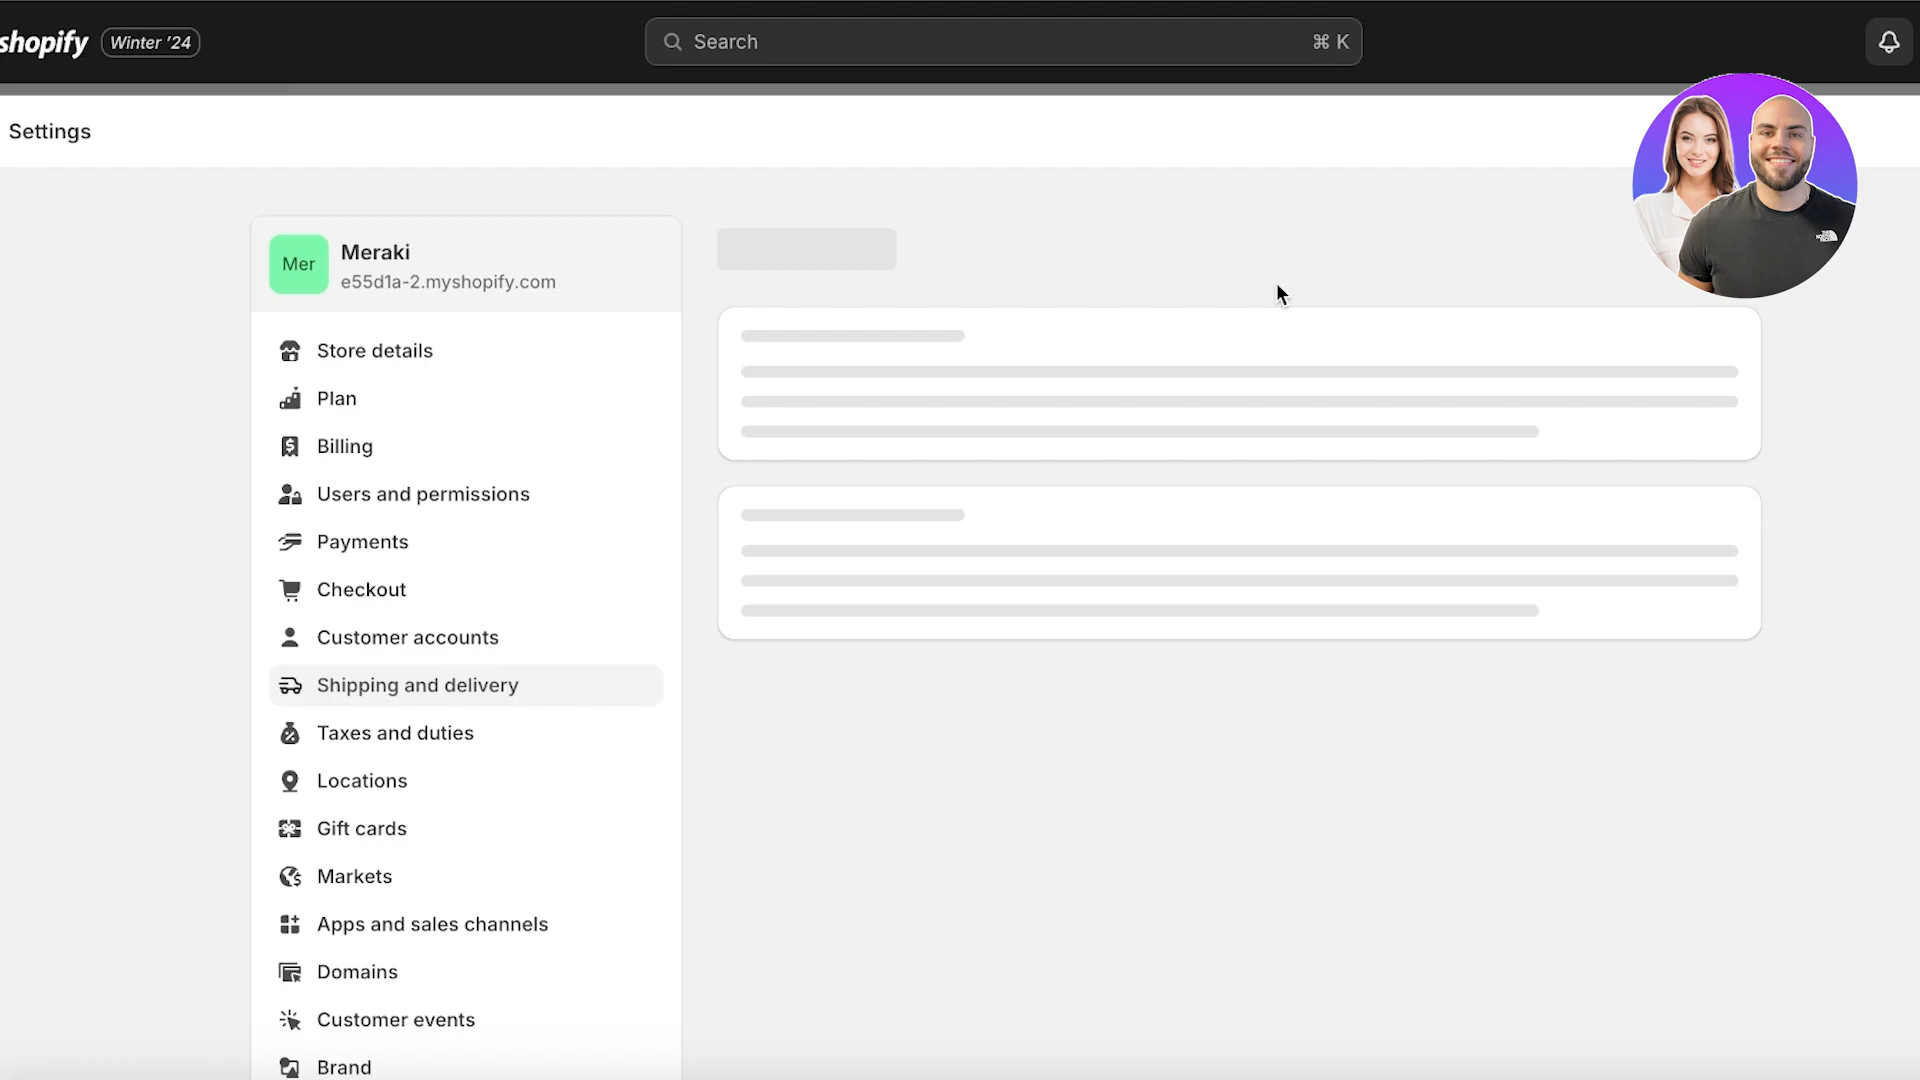 shopify
Winter '24
Search
⌘ K
Settings
Mer
Meraki
e55d1a-2.myshopify.com
Store details
Plan
Billing
Users and permissions
Payments
Checkout
Customer accounts
Shipping and delivery
Taxes and duties
Locations
Gift cards
Markets
Apps and sales channels
Domains
Customer events
Brand